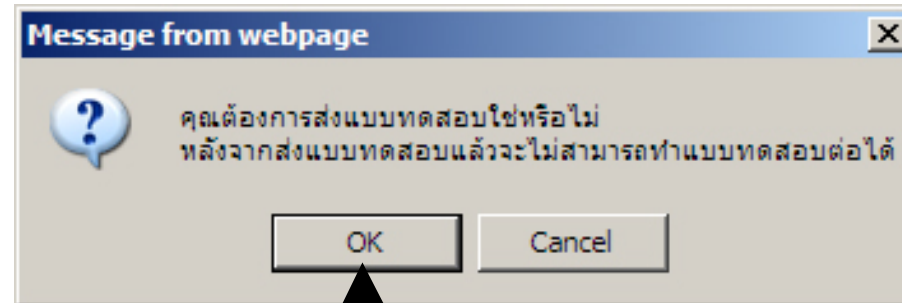 Message from webpage
คุณต้องการส่งแบบทดสอบใช่หรือไม่
หลังจากส่งแบบทดสอบแล้วจะไม่สามารถทำแบบทดสอบต่อได้
OK
Cancel